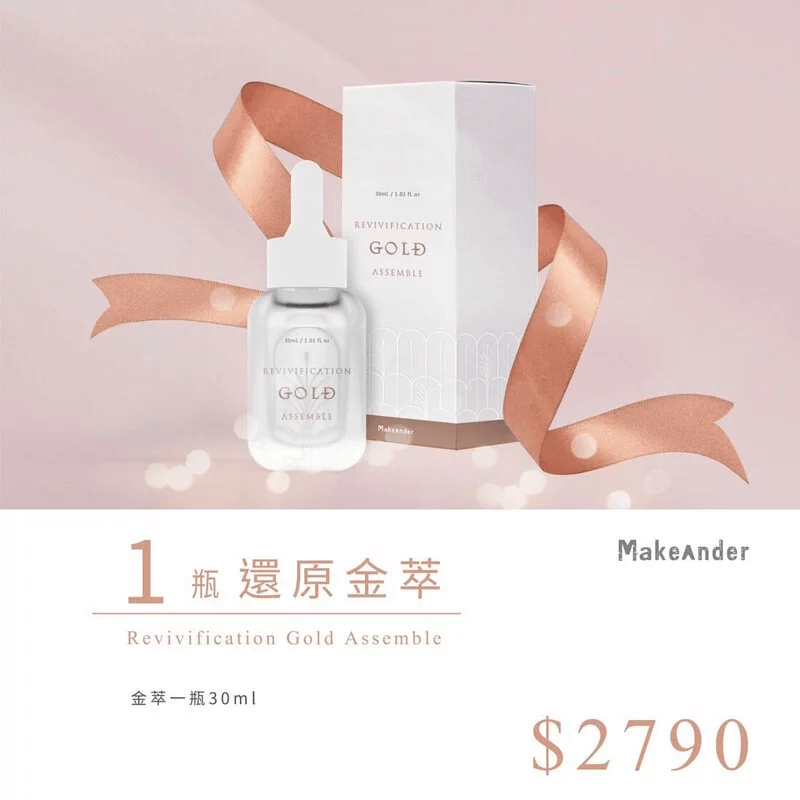 30mL / 1.01 fL oz
REVIVIFICATION
GOLD
ASSEMBLE
MakeAnder
30mL / 1.01 fL oz
REVIVIFICATION
GOLD
ASSEMBLE
1瓶 還原金萃
Revivification Gold Assemble
金萃一瓶30ml
MakeAnder
$2790